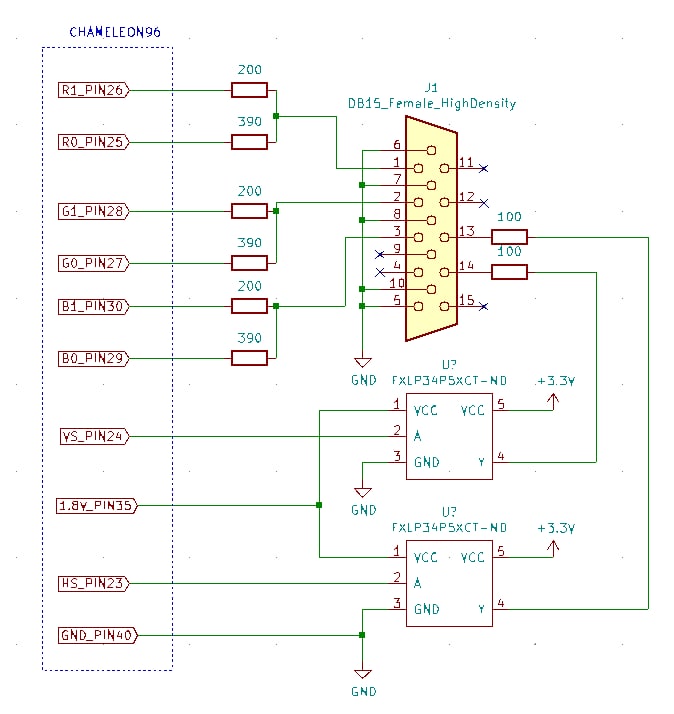 CHAMELEON96
200
R1_PIN26
J1
DB15_Female_HighDensity
390
R0_PIN25
6
1
11
7
200
G1_PIN28
2
12
8
100
390
G0_PIN27
3
13
9
100
200
4
14
B1_PIN30
10
5
15
390
B0_PIN29
GND
U?
FXLP34P5XCT-ND
+3.3V
1 VCC VCC 5
VS_PIN24
2 A
3 GND Y 4
1.8V_PIN35
GND
U?
FXLP34P5XCT-ND
+3.3V
1 VCC VCC 5
HS_PIN23
2 A
3 GND Y 4
GND_PIN40
GND